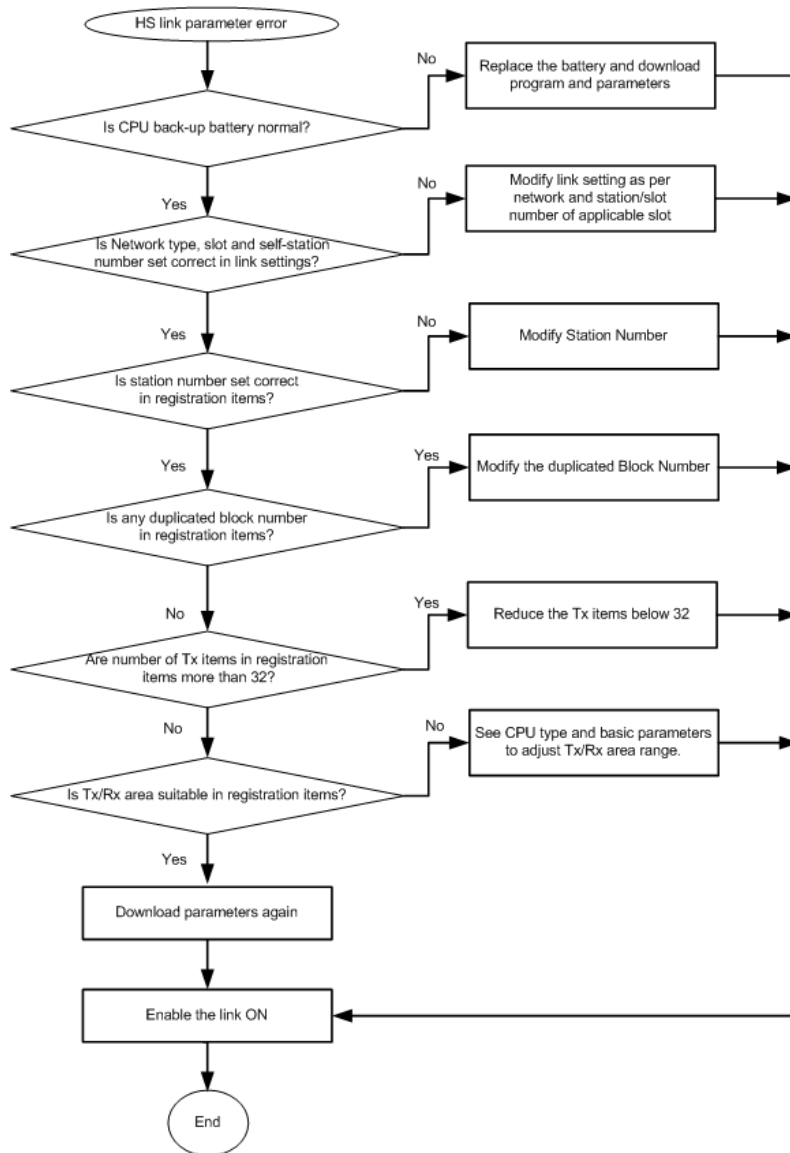 HS link parameter error
No
Replace the battery and download
program and parameters
Is CPU back-up battery normal?
Yes
No
Modify link setting as per
network and station/slot
number of applicable slot
Is Network type, slot and self-station
number set correct in link settings?
Yes
No
Modify Station Number
Is station number set correct
in registration items?
Yes
Yes
Modify the duplicated Block Number
Is any duplicated block number
in registration items?
No
Yes
Reduce the Tx items below 32
Are number of Tx items in registration
items more than 32?
No
No
See CPU type and basic parameters
to adjust Tx/Rx area range.
Is Tx/Rx area suitable in registration items?
Yes
Download parameters again
Enable the link ON
End